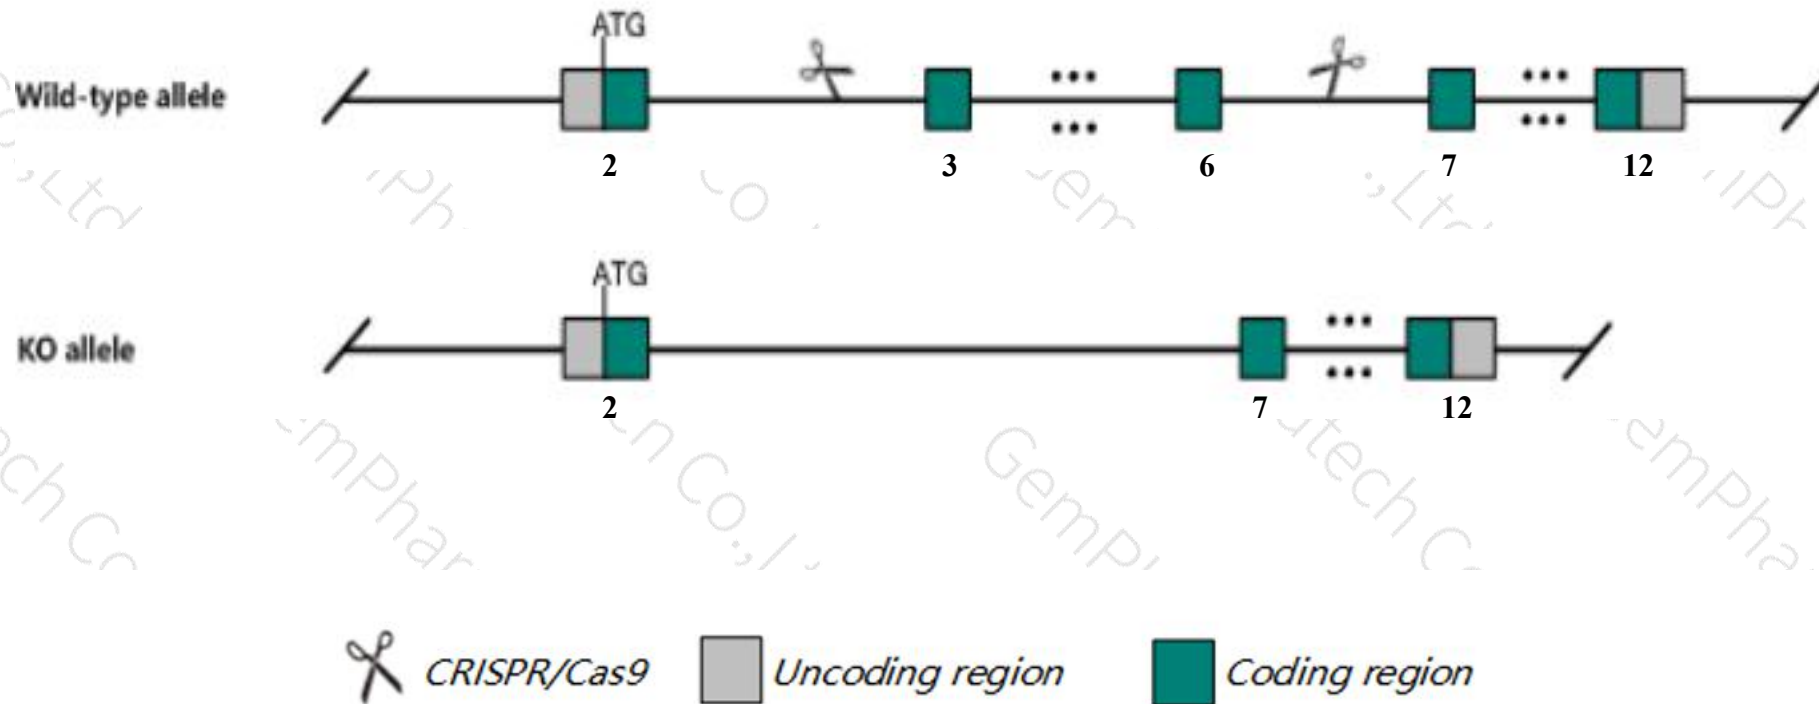 ATG
Wild-type allele
2 3 6 7 12
ATG
KO allele
2 7 12
CRISPR/Cas9
Uncoding region
Coding region